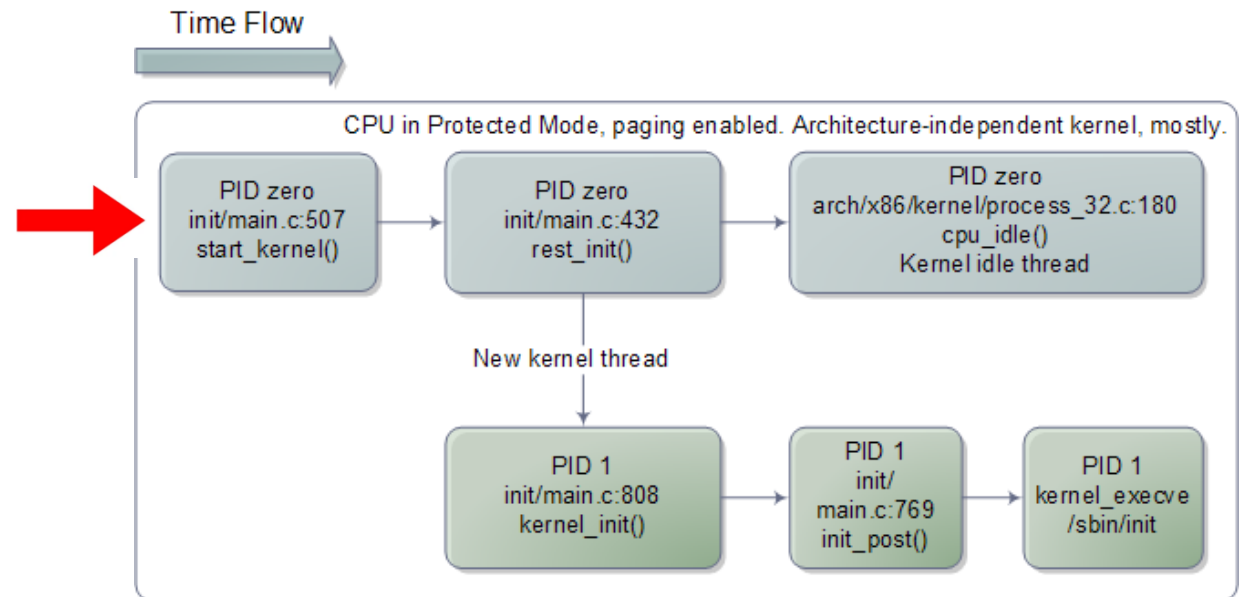 Time Flow
CPU in Protected Mode, paging enabled. Architecture-independent kernel, mostly.
PID zero
init/main.c:507
start_kernel()
PID zero
init/main.c:432
rest_init()
PID zero
arch/x86/kernel/process_32.c:180
cpu_idle()
Kernel idle thread
New kernel thread
PID 1
init/main.c:808
kernel_init()
PID 1
init/
main.c:769
init_post()
PID 1
kernel_execve
/sbin/init